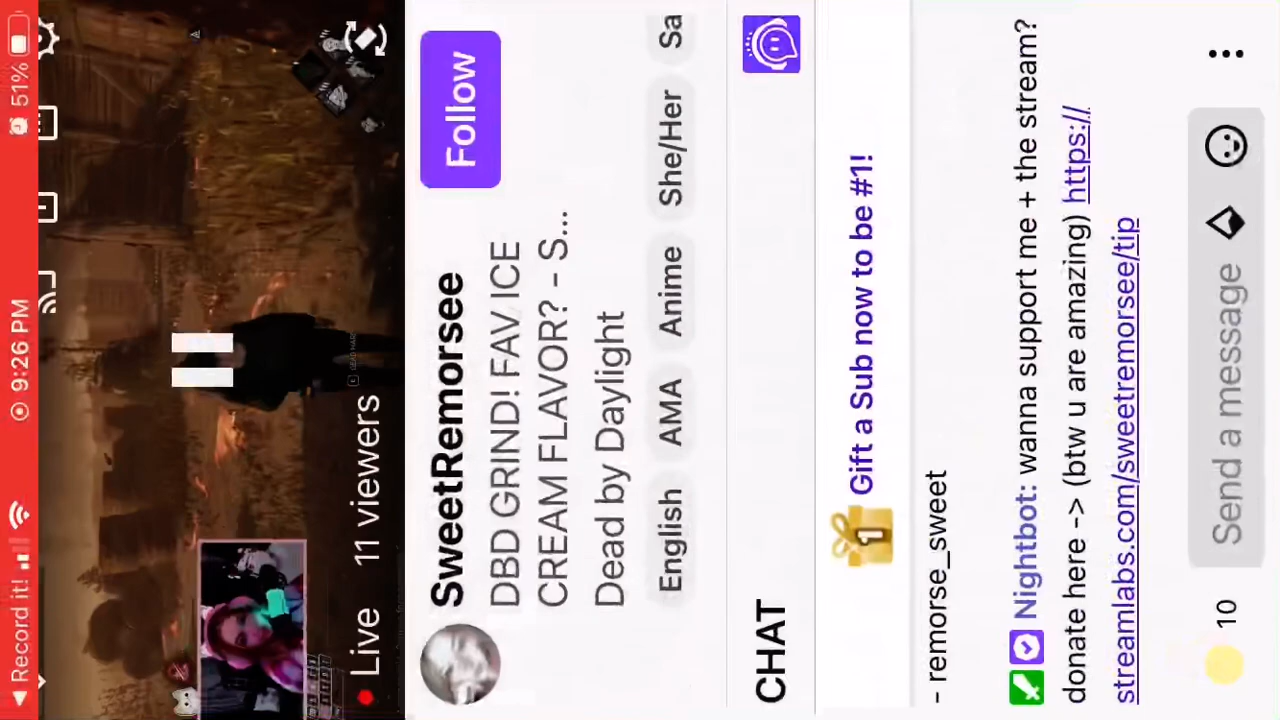 ◀ Record it!
9:26 PM
51%
Live 11 viewers
SweetRemorsee
Follow
DBD GRIND! FAV ICE
CREAM FLAVOR? - S...
Dead by Daylight
English AMA Anime She/Her Sa
CHAT
1 Gift a Sub now to be #1!
- remorse_sweet
Nightbot: wanna support me + the stream?
donate here -> (btw u are amazing) https://
streamlabs.com/sweetremorsee/tip
10 Send a message